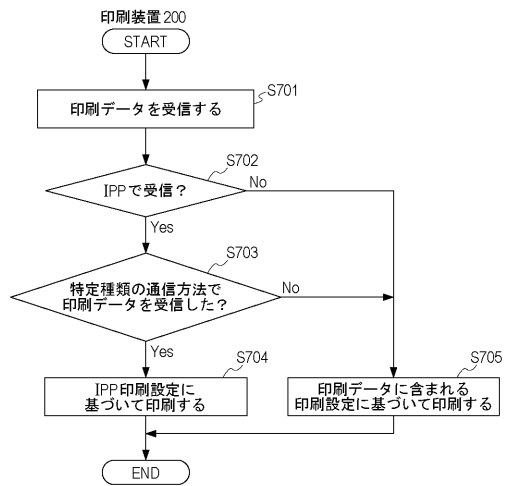 印刷装置200
START
S701
印刷データを受信する
S702
IPPで受信?
No
Yes
S703
特定種類の通信方法で
印刷データを受信した?
No
Yes
S704
IPP印刷設定に
基づいて印刷する
S705
印刷データに含まれる
印刷設定に基づいて印刷する
END